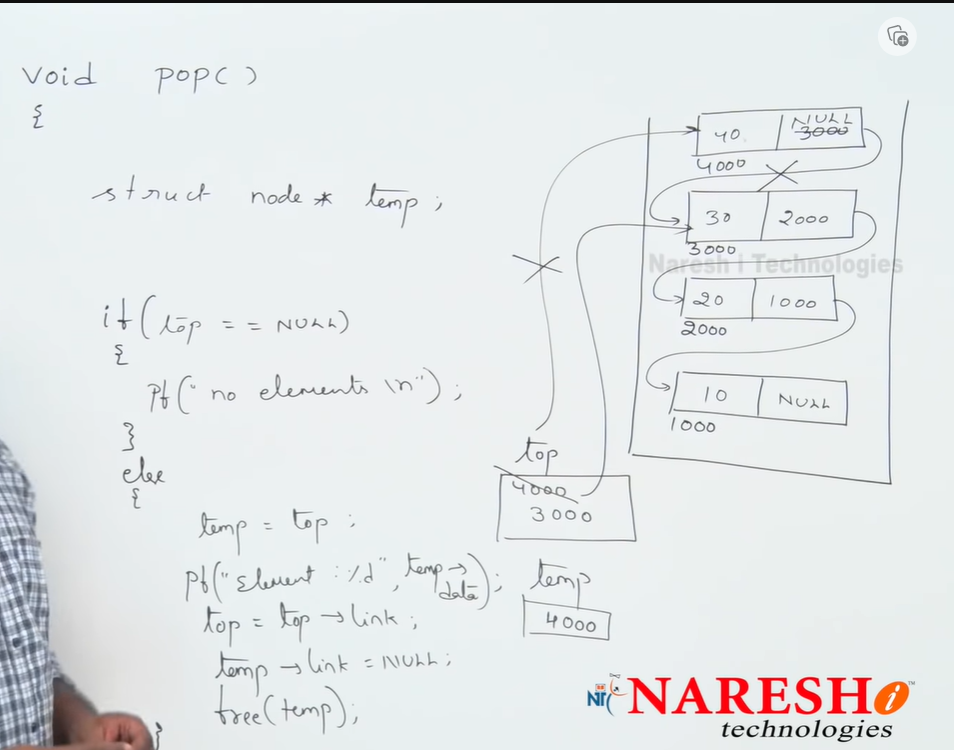 void pop()
{
struct node * temp;
if(top == NULL)
{
Pf(" no elements \n");
}
else
{
temp = top;
Pf("Element :%d", temp→data);
top = top→link;
temp→link = NULL;
free(temp);
}
40 NULL 3000
4000
30 2000
3000
20 1000
2000
10 NULL
1000
top
4000
3000
temp
4000
Naresh i Technologies
NiT NARESH i ™
technologies